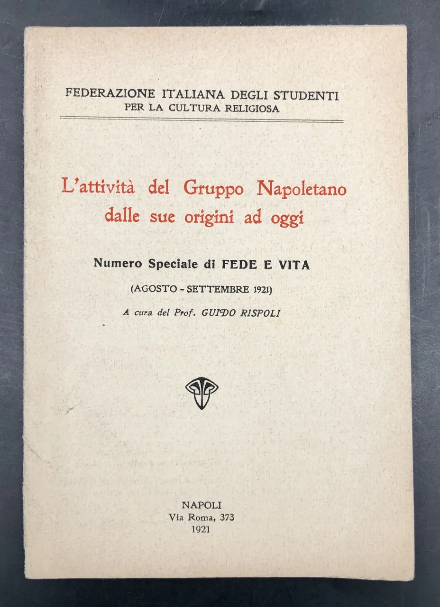 FEDERAZIONE ITALIANA DEGLI STUDENTI
PER LA CULTURA RELIGIOSA
L'attività del Gruppo Napoletano
dalle sue origini ad oggi
Numero Speciale di FEDE E VITA
(AGOSTO - SETTEMBRE 1921)
A cura del Prof. GUIDO RISPOLI
NAPOLI
Via Roma, 373
1921